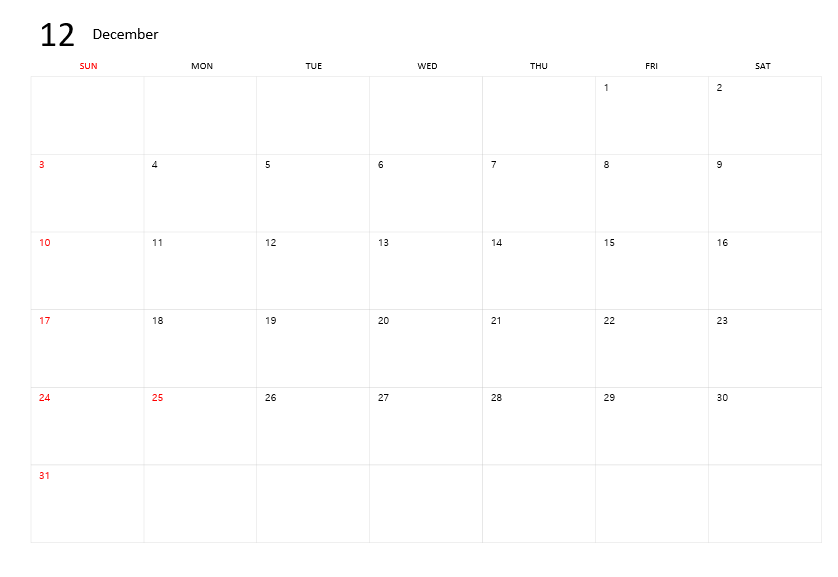 12 December
SUN MON TUE WED THU FRI SAT
1 2
3 4 5 6 7 8 9
10 11 12 13 14 15 16
17 18 19 20 21 22 23
24 25 26 27 28 29 30
31